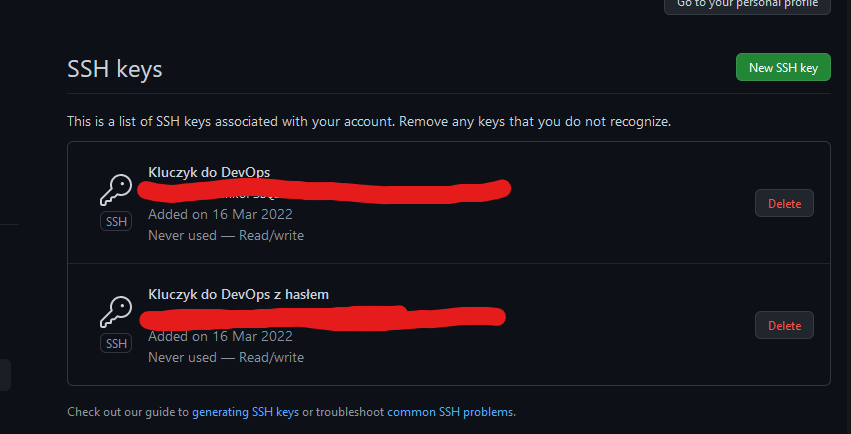 Go to your personal profile
SSH keys
New SSH key
This is a list of SSH keys associated with your account. Remove any keys that you do not recognize.
Kluczyk do DevOps
SSH
Added on 16 Mar 2022
Never used — Read/write
Delete
Kluczyk do DevOps z hasłem
SSH
Added on 16 Mar 2022
Never used — Read/write
Delete
Check out our guide to generating SSH keys or troubleshoot common SSH problems.